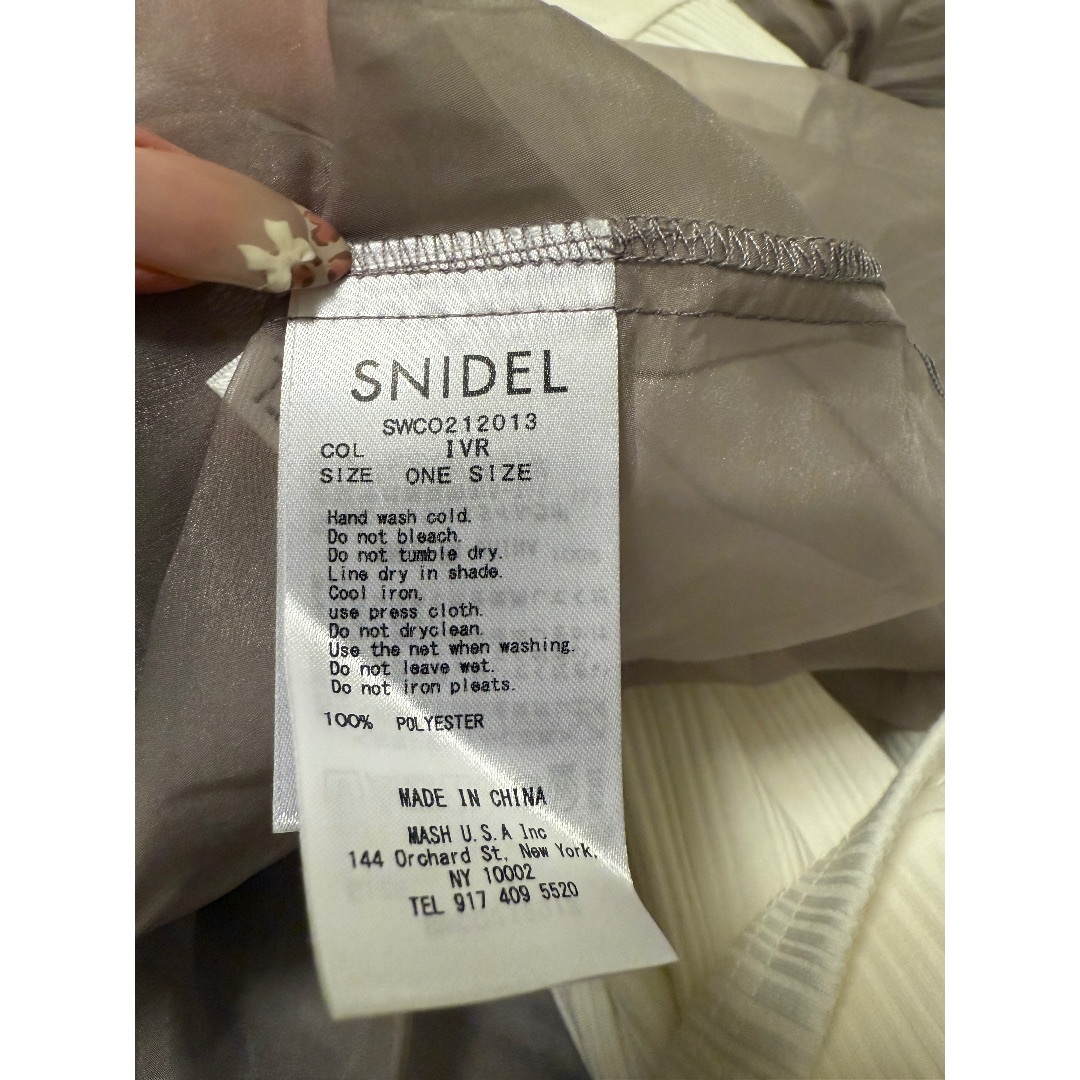 SNIDEL
SWCO212013
COL IVR
SIZE ONE SIZE
Hand wash cold.
Do not bleach.
Do not tumble dry.
Line dry in shade.
Cool iron.
use press cloth.
Do not dryclean.
Use the net when washing.
Do not leave wet.
Do not iron pleats.
100% POLYESTER
MADE IN CHINA
MASH U.S.A Inc
144 Orchard St, New York,
NY 10002
TEL 917 409 5520